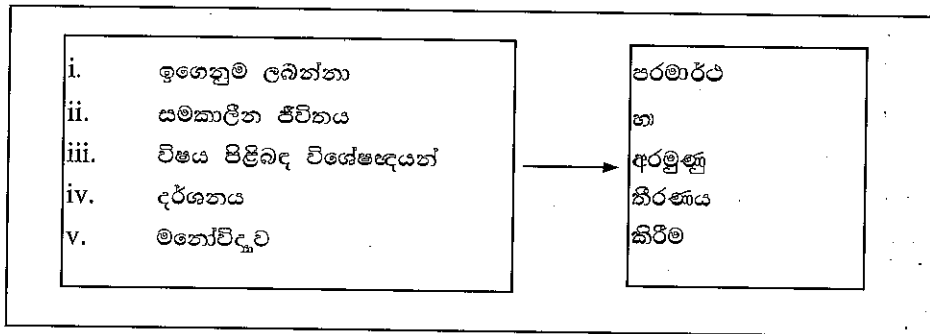 i. ඉගෙනුම ලබන්නා
ii. සමකාලීන ජීවිතය
iii. විෂය පිළිබඳ විශේෂඥයන්
iv. දර්ශනය
v. මනෝවිද්‍යාව
පරමාර්ථ
හා
අරමුණු
තීරණය
කිරීම